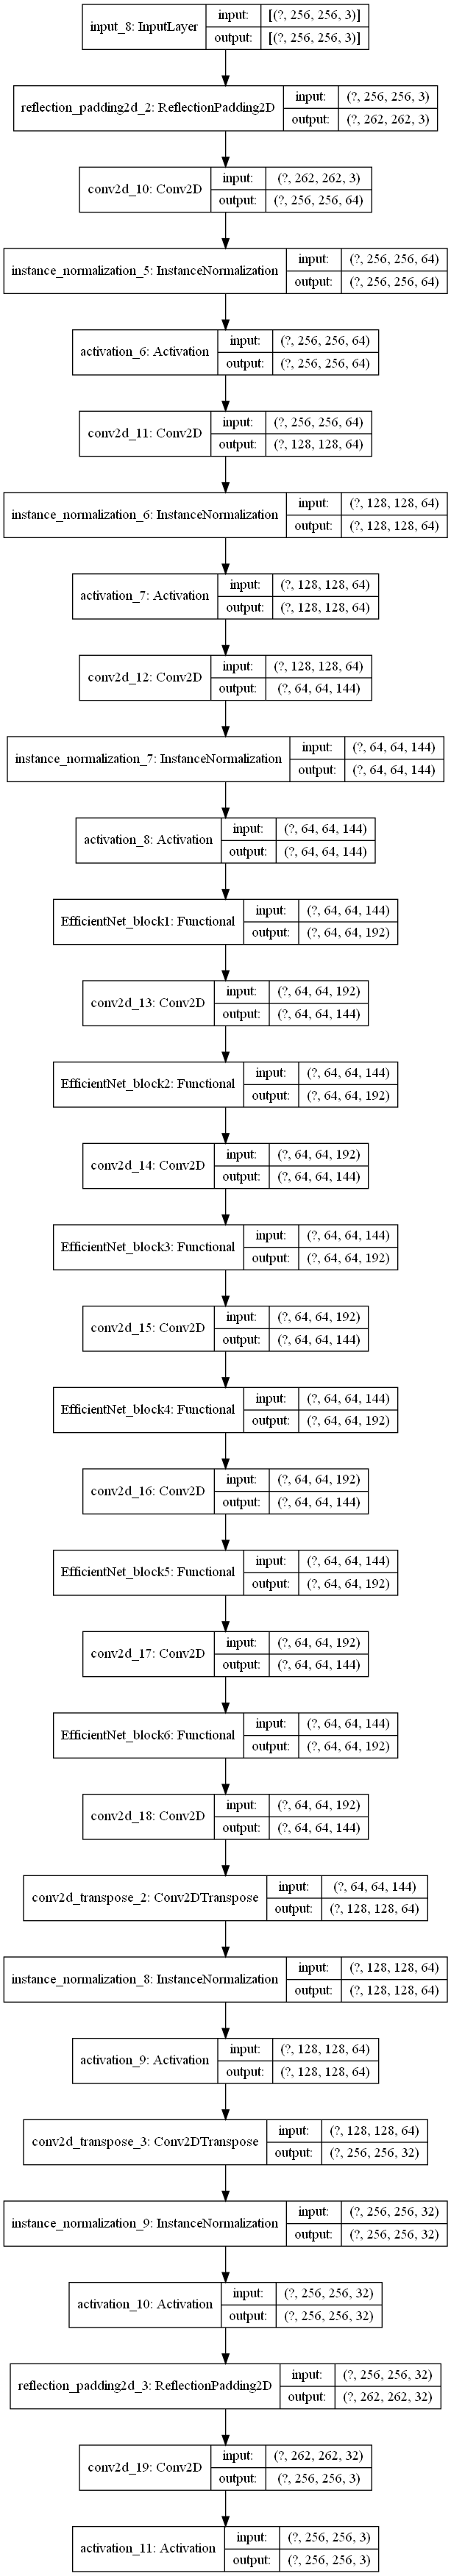 input_8: InputLayer
input:
[(?, 256, 256, 3)]
output:
[(?, 256, 256, 3)]
reflection_padding2d_2: ReflectionPadding2D
input:
(?, 256, 256, 3)
output:
(?, 262, 262, 3)
conv2d_10: Conv2D
input:
(?, 262, 262, 3)
output:
(?, 256, 256, 64)
instance_normalization_5: InstanceNormalization
input:
(?, 256, 256, 64)
output:
(?, 256, 256, 64)
activation_6: Activation
input:
(?, 256, 256, 64)
output:
(?, 256, 256, 64)
conv2d_11: Conv2D
input:
(?, 256, 256, 64)
output:
(?, 128, 128, 64)
instance_normalization_6: InstanceNormalization
input:
(?, 128, 128, 64)
output:
(?, 128, 128, 64)
activation_7: Activation
input:
(?, 128, 128, 64)
output:
(?, 128, 128, 64)
conv2d_12: Conv2D
input:
(?, 128, 128, 64)
output:
(?, 64, 64, 144)
instance_normalization_7: InstanceNormalization
input:
(?, 64, 64, 144)
output:
(?, 64, 64, 144)
activation_8: Activation
input:
(?, 64, 64, 144)
output:
(?, 64, 64, 144)
EfficientNet_block1: Functional
input:
(?, 64, 64, 144)
output:
(?, 64, 64, 192)
conv2d_13: Conv2D
input:
(?, 64, 64, 192)
output:
(?, 64, 64, 144)
EfficientNet_block2: Functional
input:
(?, 64, 64, 144)
output:
(?, 64, 64, 192)
conv2d_14: Conv2D
input:
(?, 64, 64, 192)
output:
(?, 64, 64, 144)
EfficientNet_block3: Functional
input:
(?, 64, 64, 144)
output:
(?, 64, 64, 192)
conv2d_15: Conv2D
input:
(?, 64, 64, 192)
output:
(?, 64, 64, 144)
EfficientNet_block4: Functional
input:
(?, 64, 64, 144)
output:
(?, 64, 64, 192)
conv2d_16: Conv2D
input:
(?, 64, 64, 192)
output:
(?, 64, 64, 144)
EfficientNet_block5: Functional
input:
(?, 64, 64, 144)
output:
(?, 64, 64, 192)
conv2d_17: Conv2D
input:
(?, 64, 64, 192)
output:
(?, 64, 64, 144)
EfficientNet_block6: Functional
input:
(?, 64, 64, 144)
output:
(?, 64, 64, 192)
conv2d_18: Conv2D
input:
(?, 64, 64, 192)
output:
(?, 64, 64, 144)
conv2d_transpose_2: Conv2DTranspose
input:
(?, 64, 64, 144)
output:
(?, 128, 128, 64)
instance_normalization_8: InstanceNormalization
input:
(?, 128, 128, 64)
output:
(?, 128, 128, 64)
activation_9: Activation
input:
(?, 128, 128, 64)
output:
(?, 128, 128, 64)
conv2d_transpose_3: Conv2DTranspose
input:
(?, 128, 128, 64)
output:
(?, 256, 256, 32)
instance_normalization_9: InstanceNormalization
input:
(?, 256, 256, 32)
output:
(?, 256, 256, 32)
activation_10: Activation
input:
(?, 256, 256, 32)
output:
(?, 256, 256, 32)
reflection_padding2d_3: ReflectionPadding2D
input:
(?, 256, 256, 32)
output:
(?, 262, 262, 32)
conv2d_19: Conv2D
input:
(?, 262, 262, 32)
output:
(?, 256, 256, 3)
activation_11: Activation
input:
(?, 256, 256, 3)
output:
(?, 256, 256, 3)